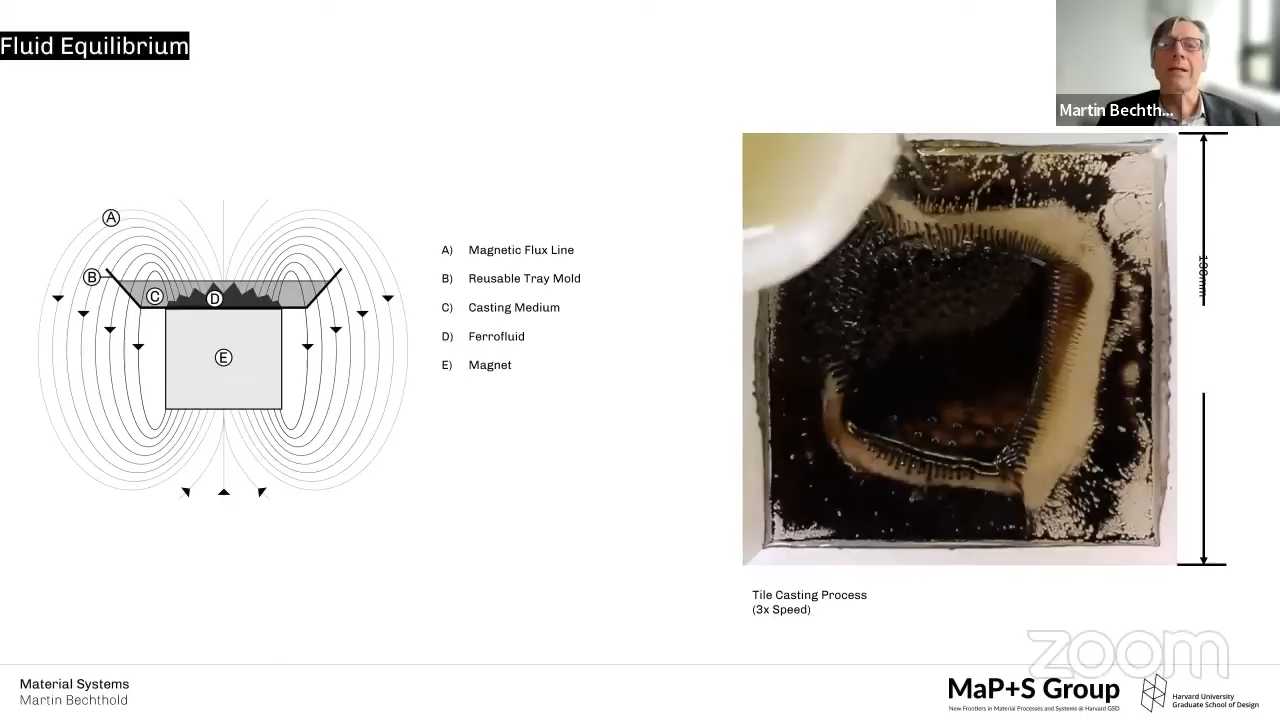 Fluid Equilibrium
Martin Bechth...
A
B
C
D
E
A) Magnetic Flux Line
B) Reusable Tray Mold
C) Casting Medium
D) Ferrofluid
E) Magnet
Tile Casting Process
(3x Speed)
zoom
Material Systems
Martin Bechthold
MaP+S Group
New Frontiers in Material Processes and Systems @ Harvard GSD
Harvard University
Graduate School of Design